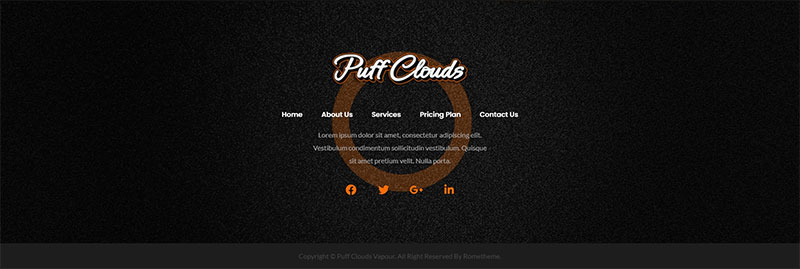 Puff Clouds
Home About Us Services Pricing Plan Contact Us
Lorem ipsum dolor sit amet, consectetur adipiscing elit.
Vestibulum condimentum sollicitudin vestibulum. Quisque
sit amet pretium velit. Nulla porta.
Copyright © Puff Clouds Vapour. All Right Reserved By Rometheme.